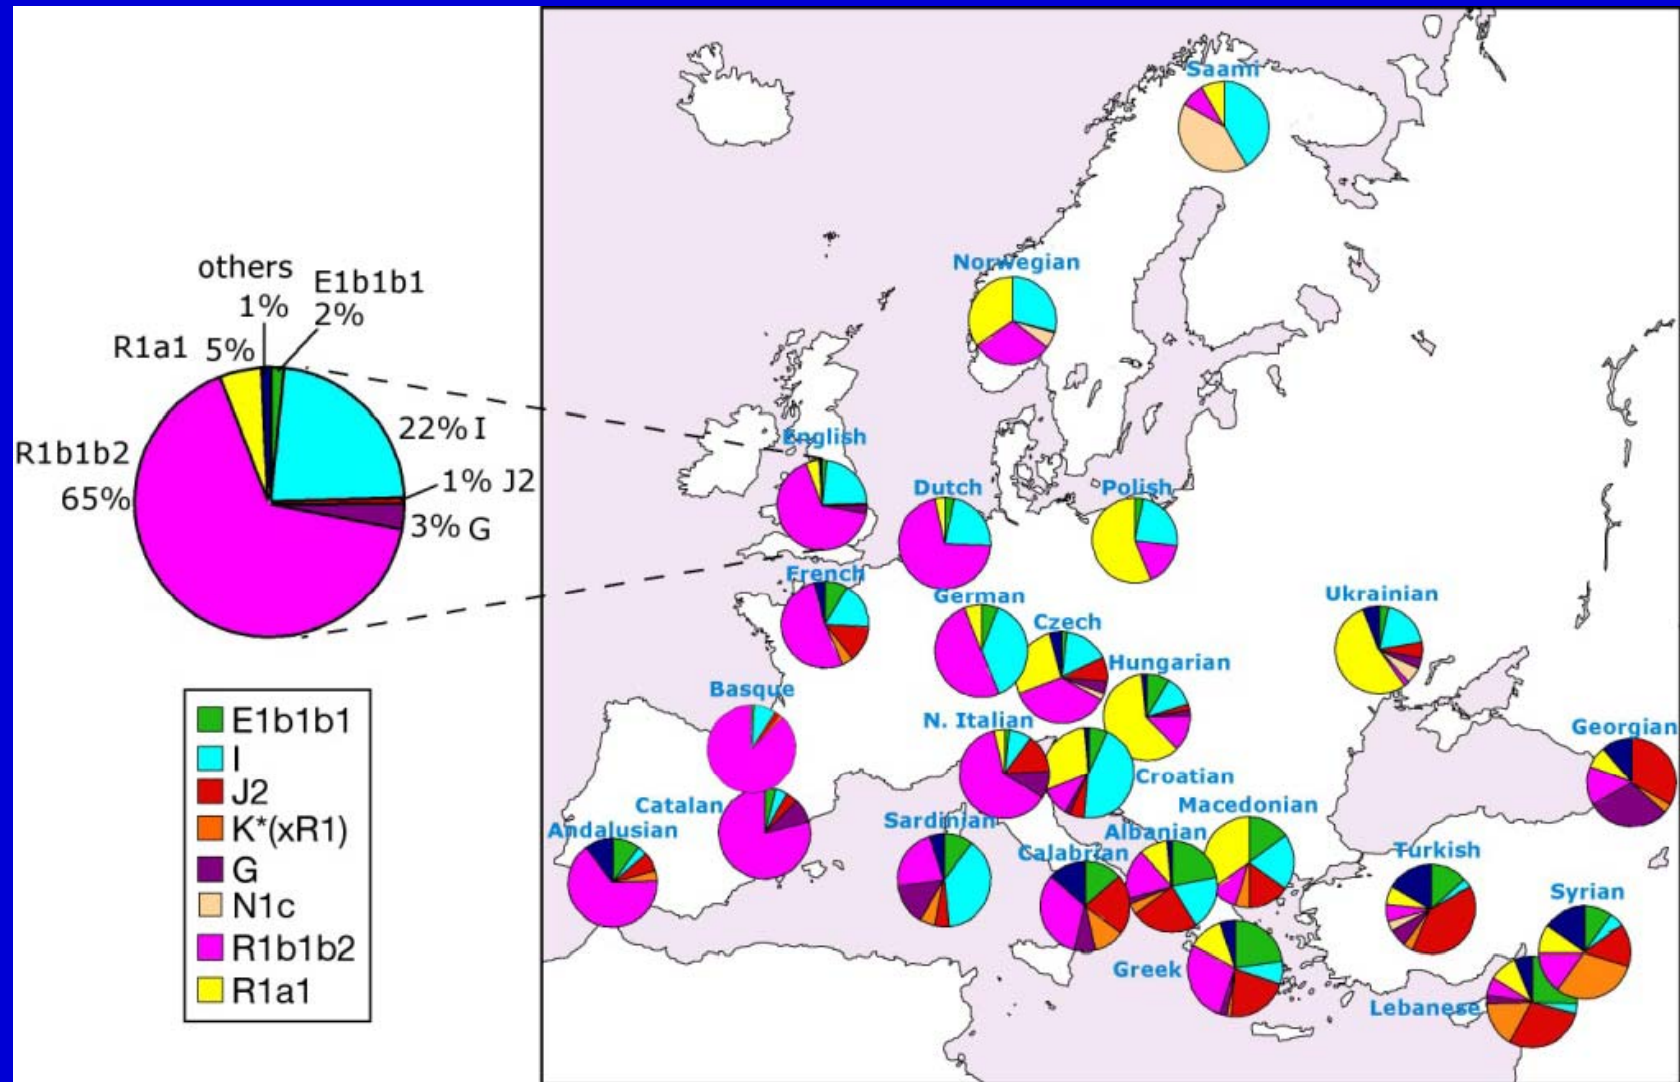 others
1%
E1b1b1
2%
R1a1 5%
22% I
R1b1b2
65%
1% J2
3% G
E1b1b1
I
J2
K*(xR1)
G
N1c
R1b1b2
R1a1
Saami
Norwegian
English
Dutch
Polish
French
German
Czech
Ukrainian
Hungarian
Basque
N. Italian
Georgian
Croatian
Catalan
Macedonian
Andalusian
Sardinian
Albanian
Calabrian
Turkish
Syrian
Greek
Lebanese